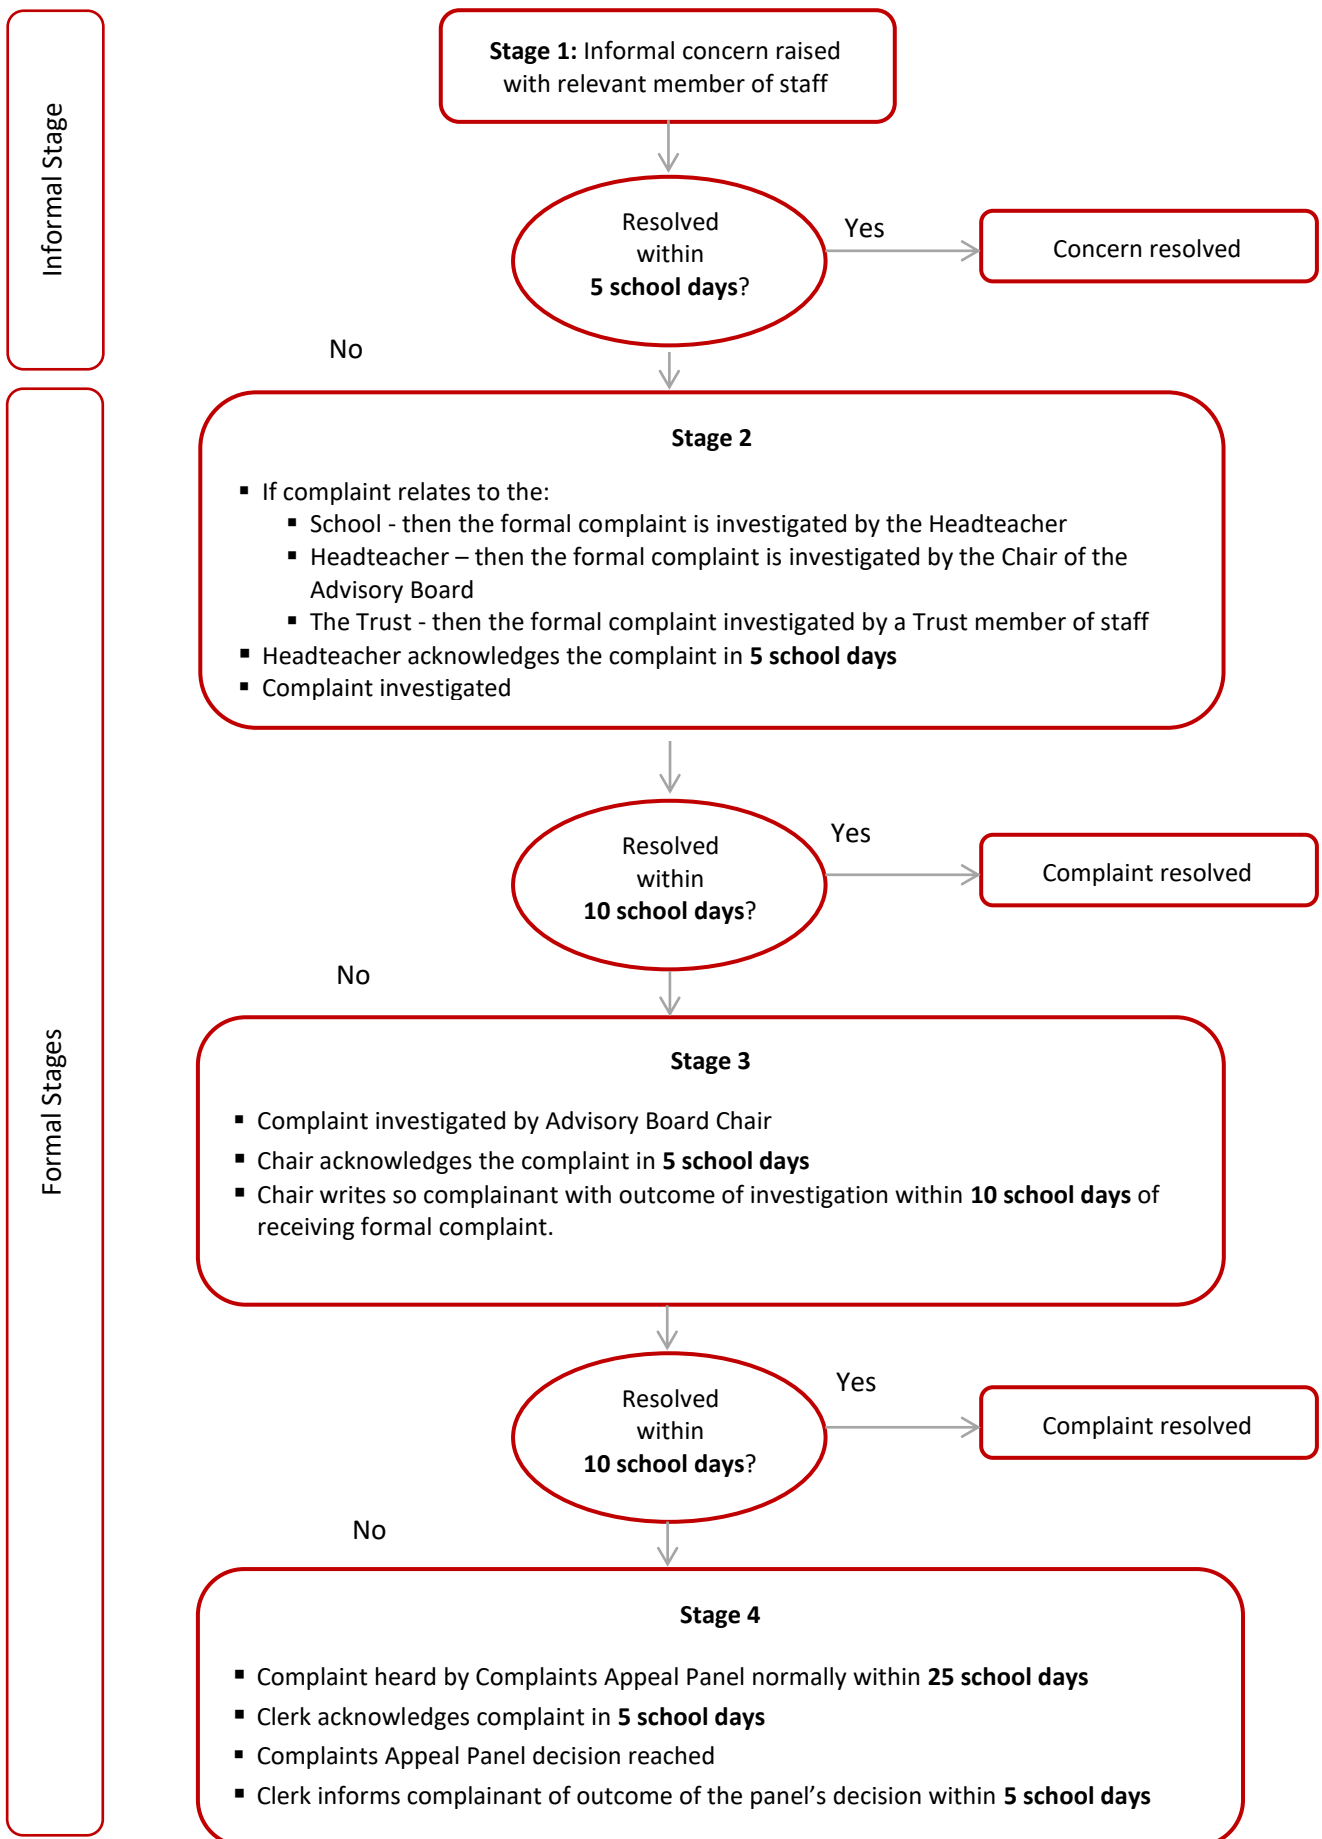 Informal Stage
Stage 1: Informal concern raised
with relevant member of staff
Resolved
within
5 school days?
Yes
Concern resolved
No
Formal Stages
Stage 2
▪ If complaint relates to the:
▪ School - then the formal complaint is investigated by the Headteacher
▪ Headteacher – then the formal complaint is investigated by the Chair of the
Advisory Board
▪ The Trust - then the formal complaint investigated by a Trust member of staff
▪ Headteacher acknowledges the complaint in 5 school days
▪ Complaint investigated
Resolved
within
10 school days?
Yes
Complaint resolved
No
Stage 3
▪ Complaint investigated by Advisory Board Chair
▪ Chair acknowledges the complaint in 5 school days
▪ Chair writes so complainant with outcome of investigation within 10 school days of
receiving formal complaint.
Resolved
within
10 school days?
Yes
Complaint resolved
No
Stage 4
▪ Complaint heard by Complaints Appeal Panel normally within 25 school days
▪ Clerk acknowledges complaint in 5 school days
▪ Complaints Appeal Panel decision reached
▪ Clerk informs complainant of outcome of the panel’s decision within 5 school days